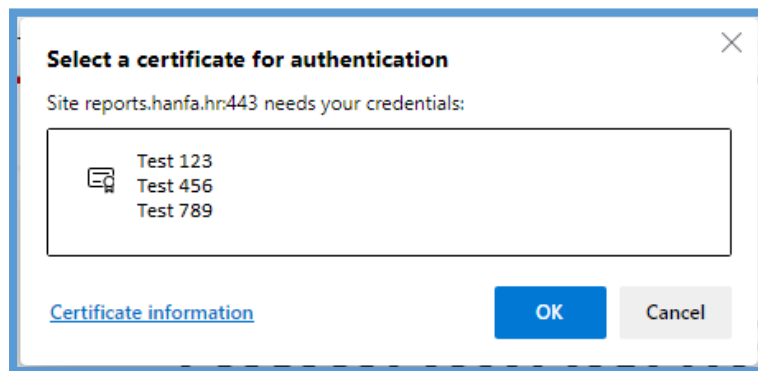 Select a certificate for authentication
Site reports.hanfa.hr:443 needs your credentials:
Test 123
Test 456
Test 789
Certificate information
OK
Cancel